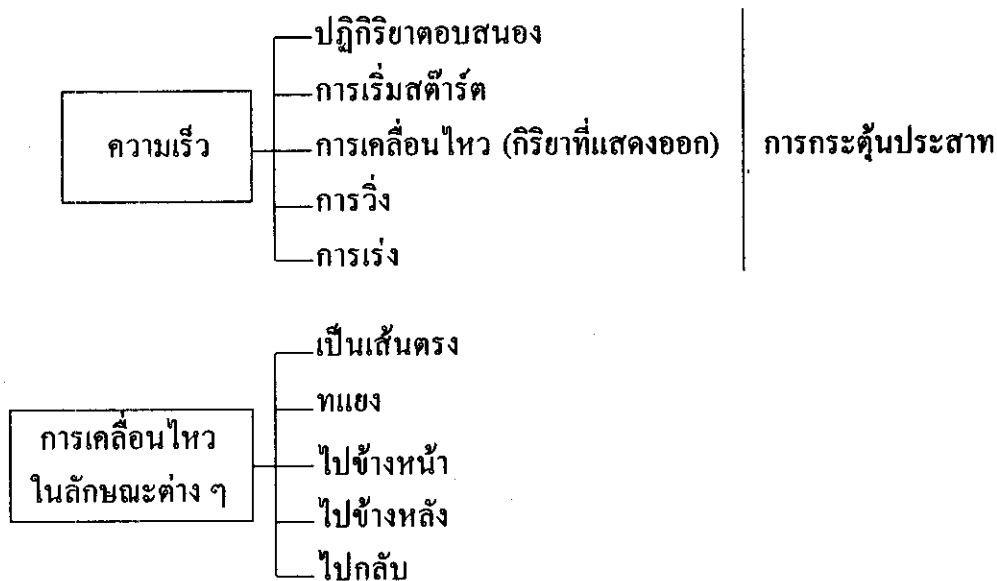 ปฏิกิริยาตอบสนอง
การเริ่มสต๊าร์ต
ความเร็ว
การเคลื่อนไหว (กิริยาที่แสดงออก)
การกระตุ้นประสาท
การวิ่ง
การเร่ง
เป็นเส้นตรง
ทแยง
การเคลื่อนไหว
ในลักษณะต่าง ๆ
ไปข้างหน้า
ไปข้างหลัง
ไปกลับ